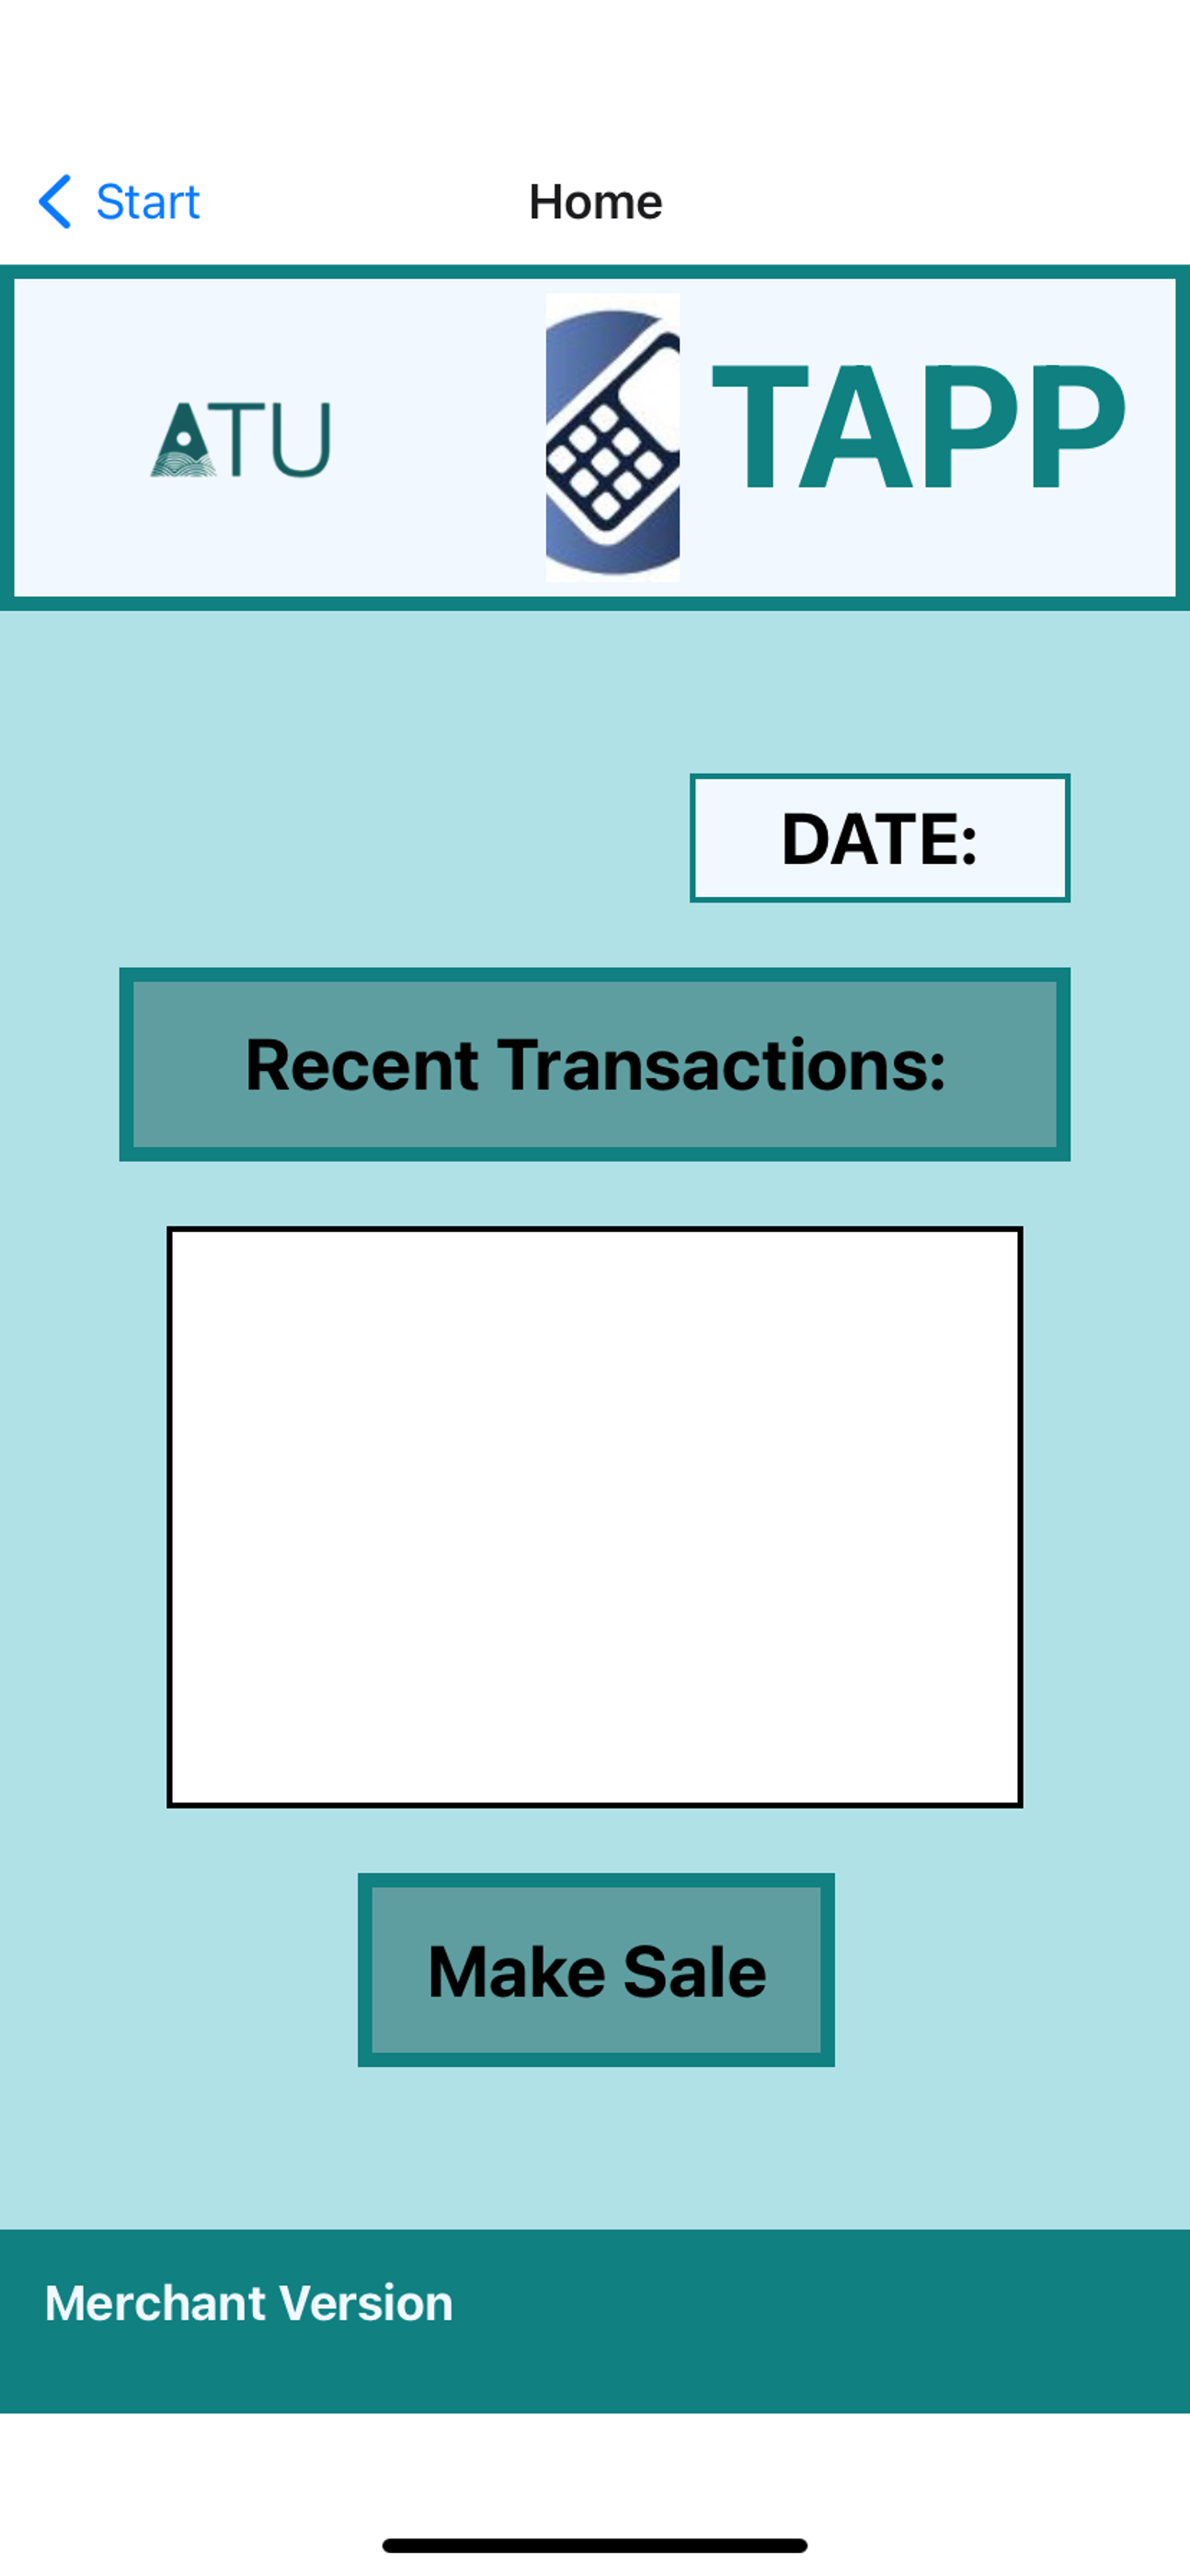 Start
Home
ATU
TAPP
DATE:
Recent Transactions:
Make Sale
Merchant Version